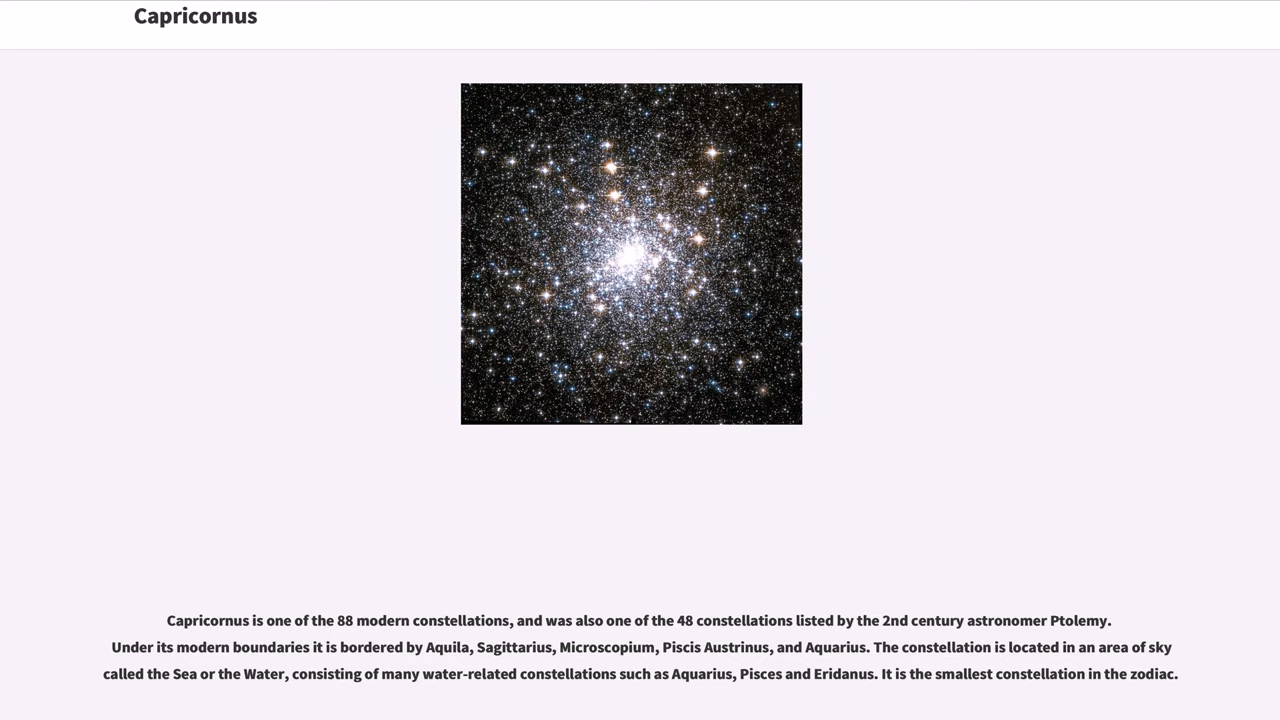 Capricornus
Capricornus is one of the 88 modern constellations, and was also one of the 48 constellations listed by the 2nd century astronomer Ptolemy.
Under its modern boundaries it is bordered by Aquila, Sagittarius, Microscopium, Piscis Austrinus, and Aquarius. The constellation is located in an area of sky
called the Sea or the Water, consisting of many water-related constellations such as Aquarius, Pisces and Eridanus. It is the smallest constellation in the zodiac.